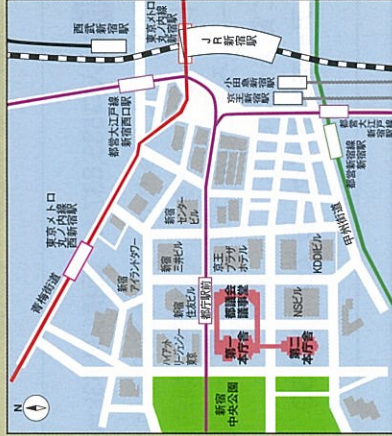 N
青梅街道
東京メトロ
丸ノ内線
西新宿駅
都営大江戸線
新宿西口駅
西武
新宿駅
東京メトロ
丸ノ内線
新宿駅
JR新宿駅
小田急新宿駅
京王新宿駅
都営
大江戸線
新宿駅
都営新宿線
新宿駅
甲州街道
新宿
アイランドタワー
新宿
センター
ビル
新宿
三井ビル
新宿
住友ビル
ハイアット
リージェンシー
東京
都庁前駅
京王
プラザ
ホテル
都議会
議事堂
第一
本庁舎
第二
本庁舎
NSビル
KDDIビル
新宿
中央公園